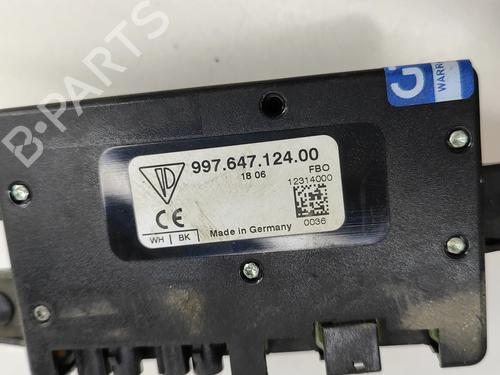 B-PARTS
WARR
997.647.124.00
18 06
FBO
12314000
CE
WH BK
Made in Germany
0036